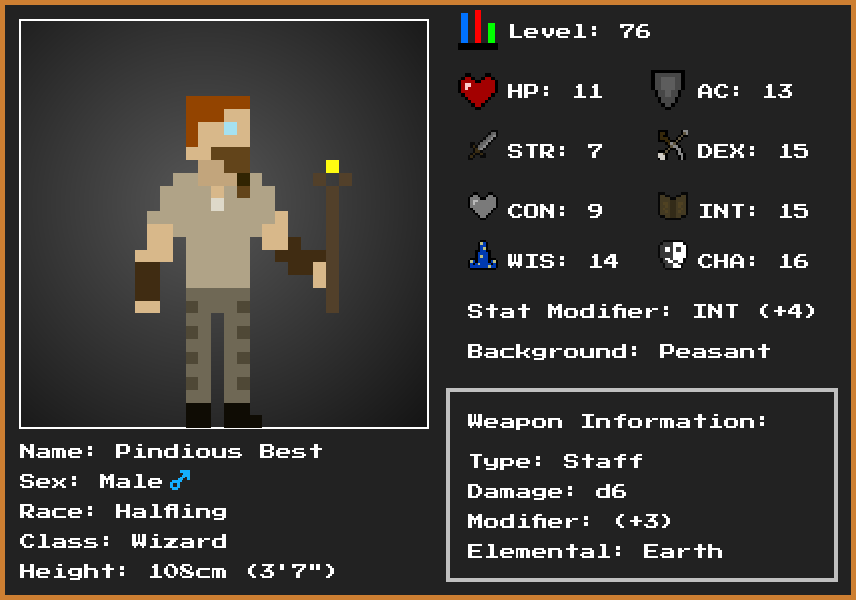 Level: 76
HP: 11
AC: 13
STR: 7
DEX: 15
CON: 9
INT: 15
WIS: 14
CHA: 16
Stat Modifier: INT (+4)
Background: Peasant
Weapon Information:
Type: Staff
Damage: d6
Modifier: (+3)
Elemental: Earth
Name: Pindious Best
Sex: Male♂
Race: Halfling
Class: Wizard
Height: 108cm (3'7")